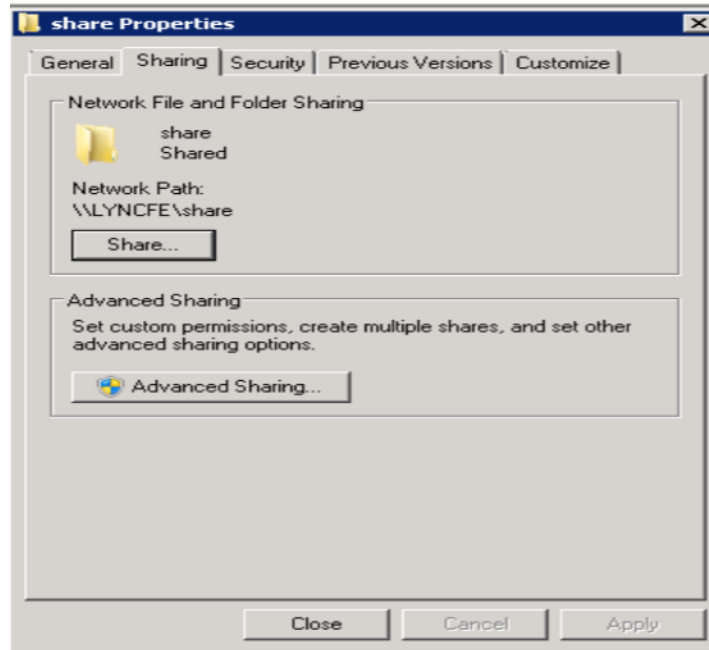 share Properties
General Sharing Security Previous Versions Customize
Network File and Folder Sharing
share
Shared
Network Path:
\\LYNCFE\share
Share...
Advanced Sharing
Set custom permissions, create multiple shares, and set other
advanced sharing options.
Advanced Sharing...
Close Cancel Apply